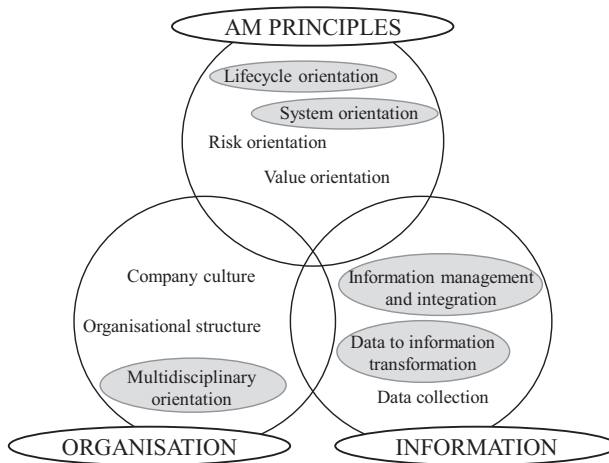 AM PRINCIPLES
Lifecycle orientation
System orientation
Risk orientation
Value orientation
Company culture
Organisational structure
Multidisciplinary
orientation
Information management
and integration
Data to information
transformation
Data collection
ORGANISATION
INFORMATION